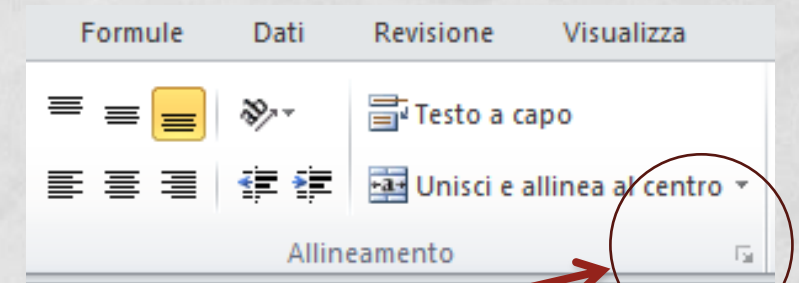 Formule Dati Revisione Visualizza
Testo a capo
Unisci e allinea al centro
Allineamento